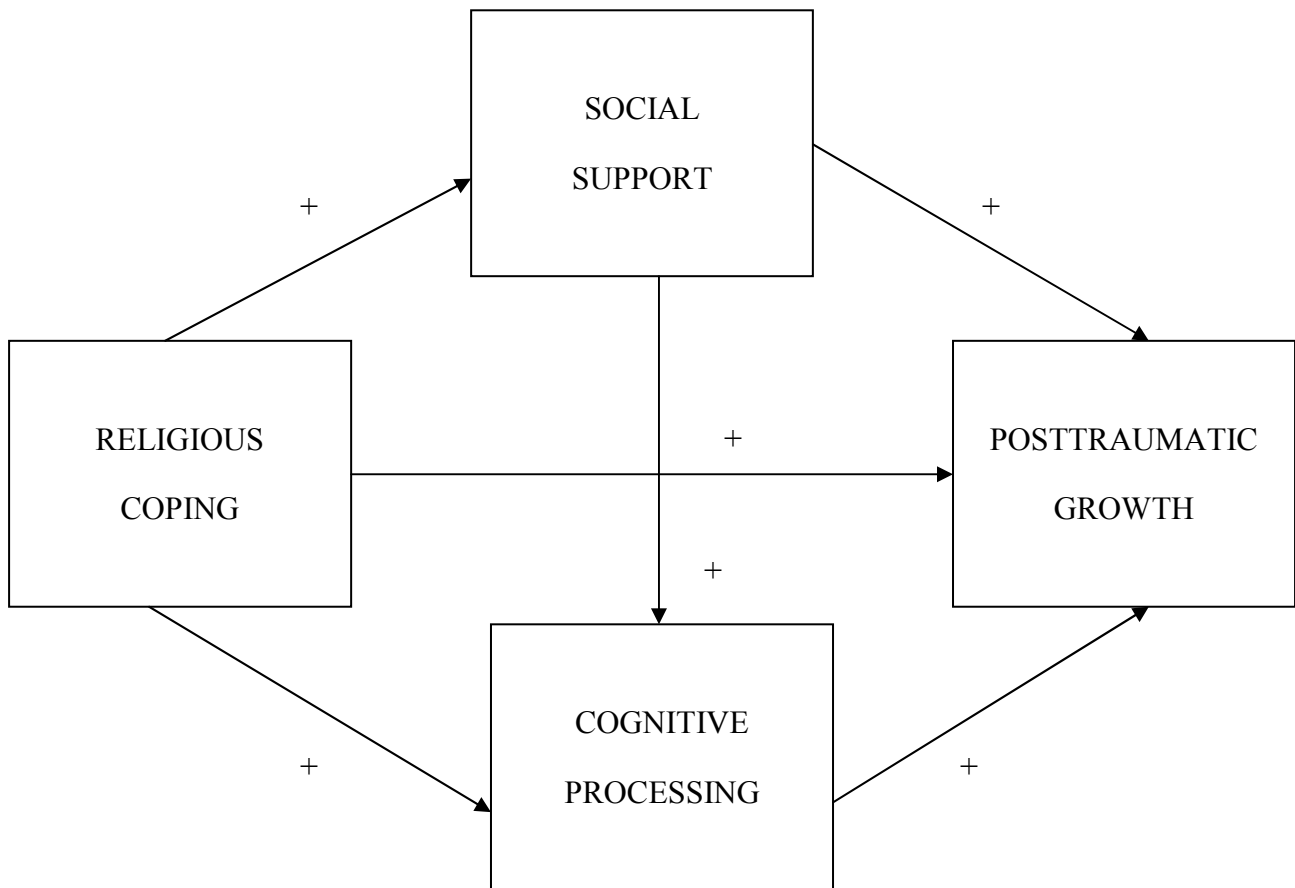 SOCIAL
SUPPORT
+
+
RELIGIOUS
COPING
+
POSTTRAUMATIC
GROWTH
+
COGNITIVE
PROCESSING
+
+